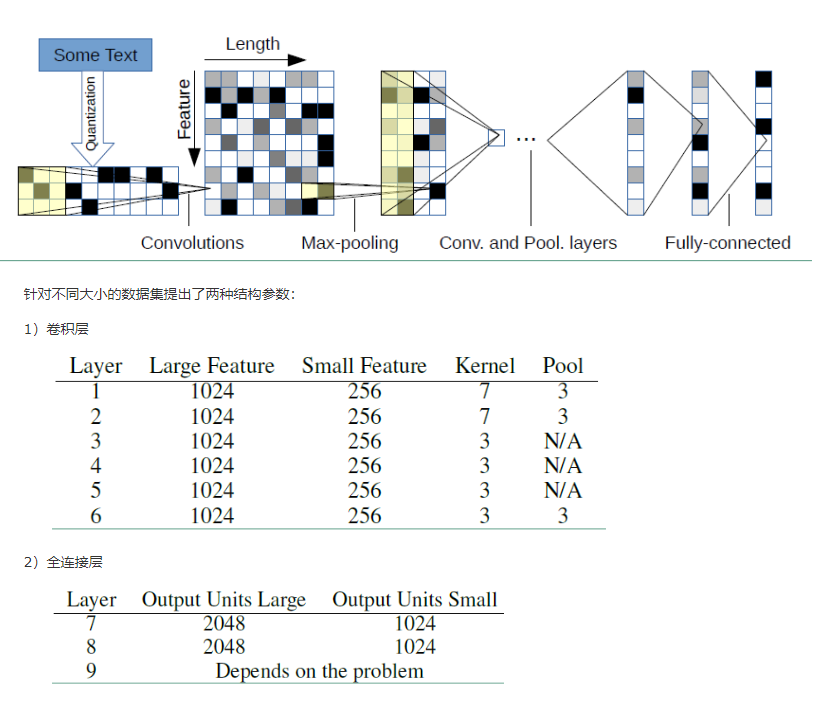 Some Text
Length
Quantization
Feature
...
Convolutions Max-pooling Conv. and Pool. layers Fully-connected
针对不同大小的数据集提出了两种结构参数：
1）卷积层
Layer Large Feature Small Feature Kernel Pool
1 1024 256 7 3
2 1024 256 7 3
3 1024 256 3 N/A
4 1024 256 3 N/A
5 1024 256 3 N/A
6 1024 256 3 3
2）全连接层
Layer Output Units Large Output Units Small
7 2048 1024
8 2048 1024
9 Depends on the problem